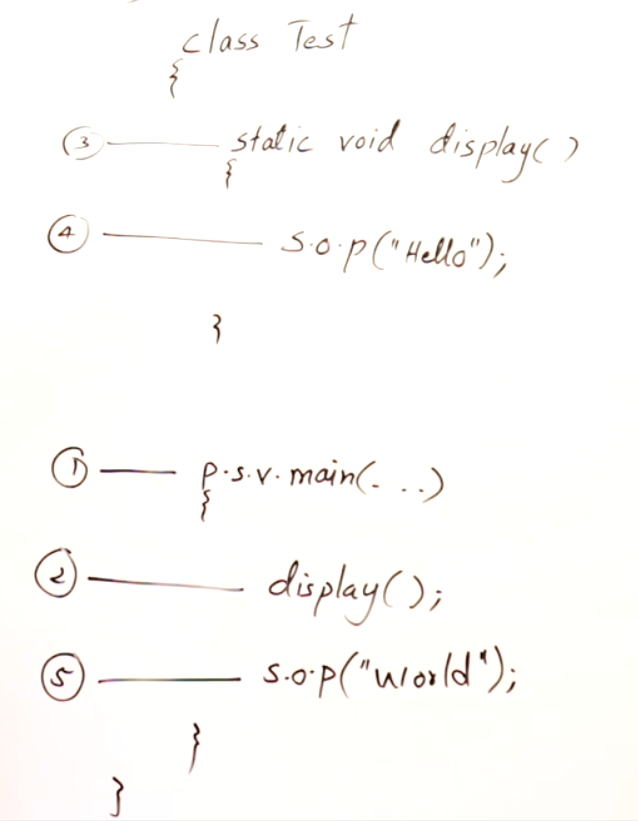 class Test
{
③ static void display()
{
④ s.o.p("Hello");
}
① p.s.v. main(...)
{
② display();
⑤ s.o.p("World");
}
}